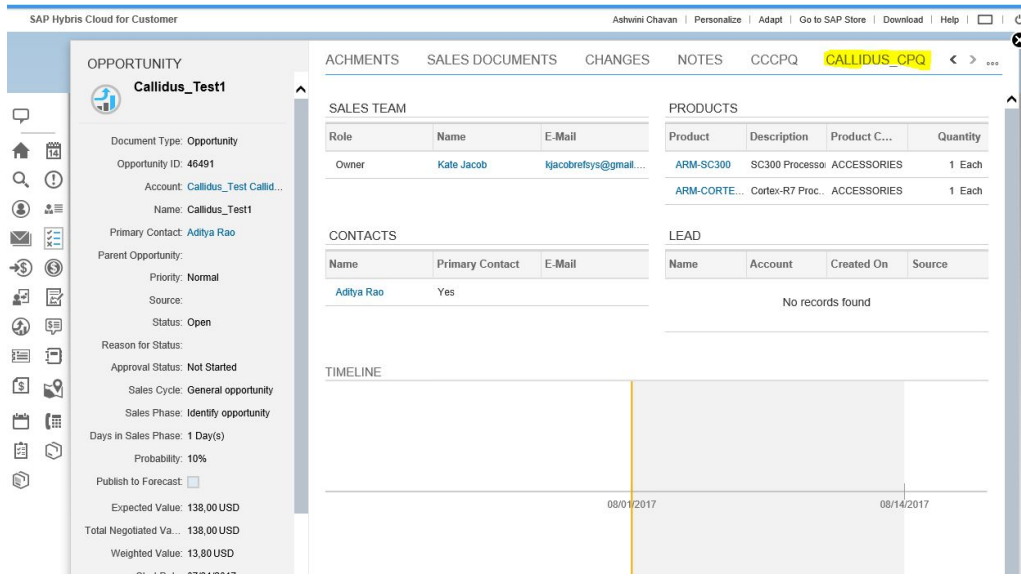 SAP Hybris Cloud for Customer
Ashwini Chavan | Personalize | Adapt | Go to SAP Store | Download | Help
OPPORTUNITY
Callidus_Test1
14
Document Type: Opportunity
Opportunity ID: 46491
Account: Callidus_Test Callid...
Name: Callidus_Test1
Primary Contact: Aditya Rao
Parent Opportunity:
Priority: Normal
Source:
Status: Open
Reason for Status:
Approval Status: Not Started
Sales Cycle: General opportunity
Sales Phase: Identify opportunity
Days in Sales Phase: 1 Day(s)
Probability: 10%
Publish to Forecast:
Expected Value: 138,00 USD
Total Negotiated Va... 138,00 USD
Weighted Value: 13,80 USD
ACHMENTS SALES DOCUMENTS CHANGES NOTES CCCPQ CALLIDUS_CPQ
SALES TEAM
Role Name E-Mail
Owner Kate Jacob kjacobrefsys@gmail....
PRODUCTS
Product Description Product C... Quantity
ARM-SC300 SC300 Processor ACCESSORIES 1 Each
ARM-CORTE... Cortex-R7 Proc.. ACCESSORIES 1 Each
CONTACTS
Name Primary Contact E-Mail
Aditya Rao Yes
LEAD
Name Account Created On Source
No records found
TIMELINE
08/01/2017 08/14/2017